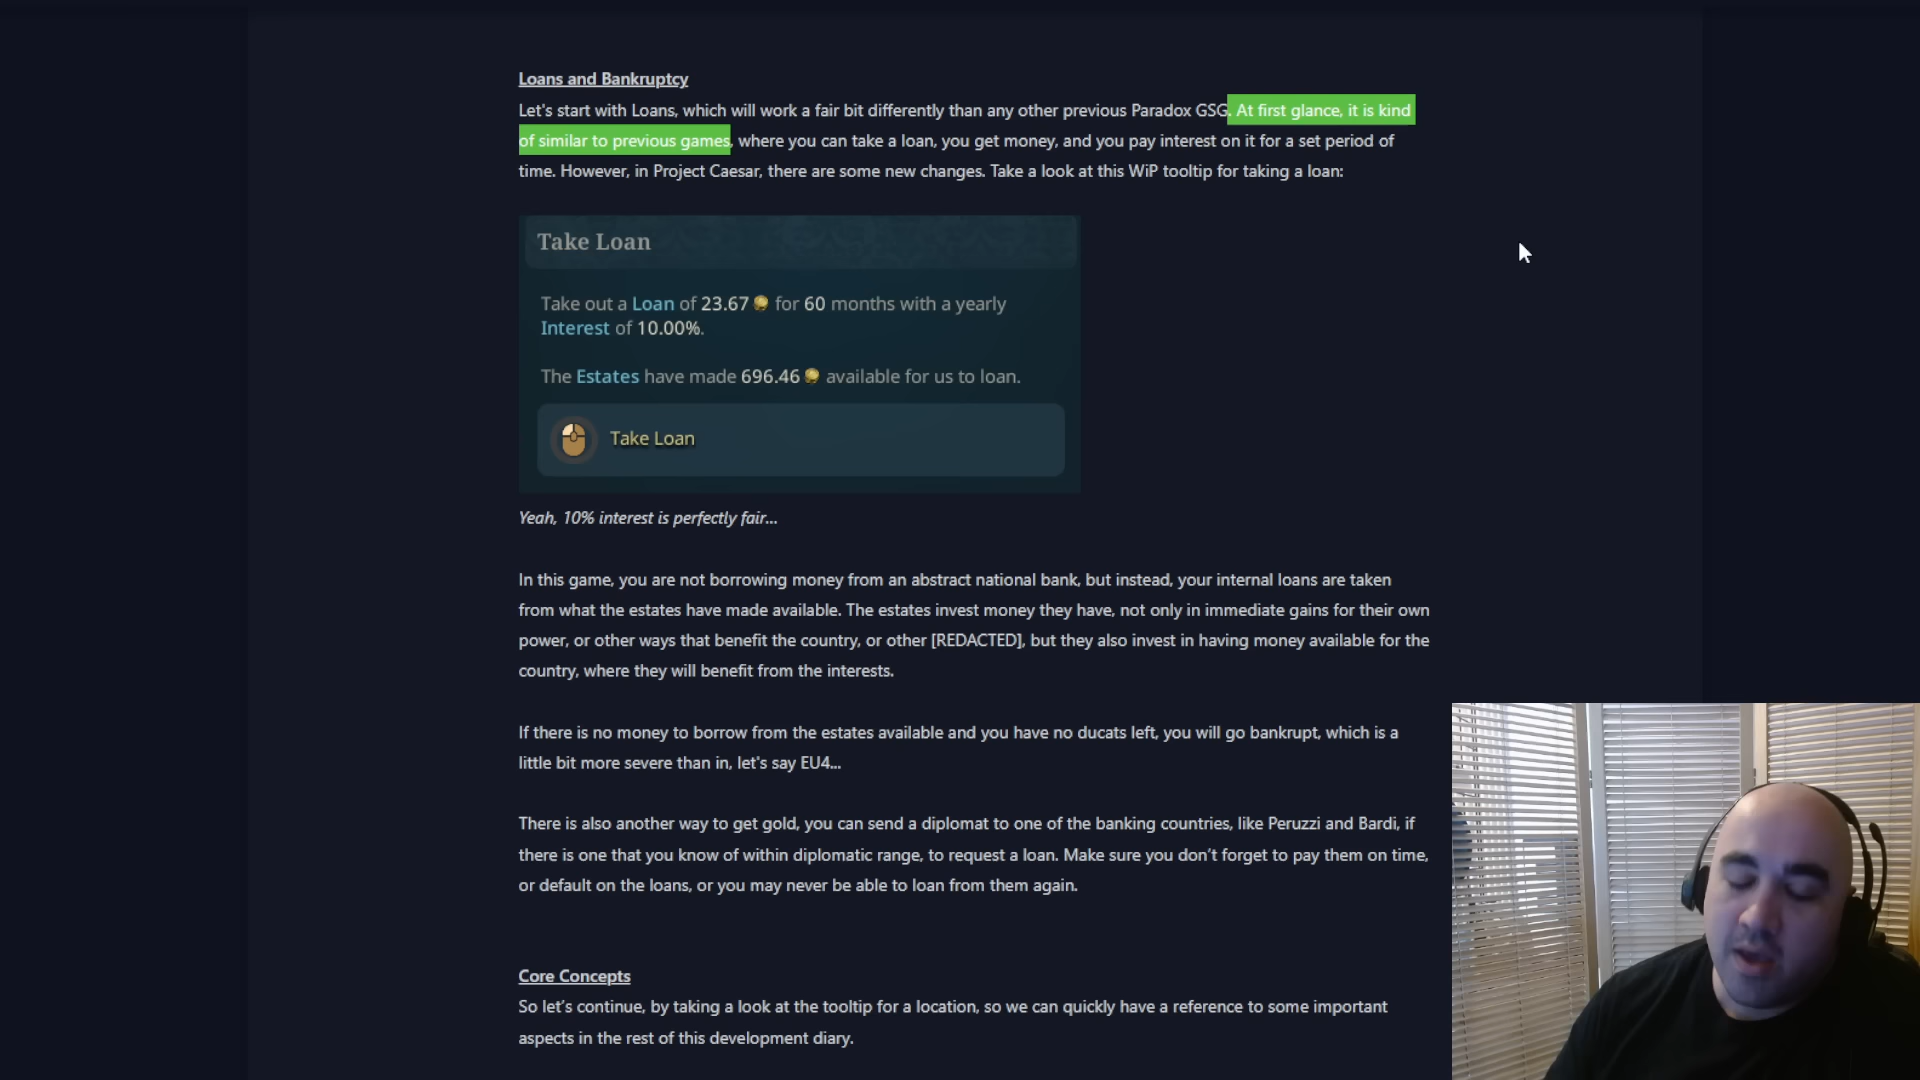 Loans and Bankruptcy
Let's start with Loans, which will work a fair bit differently than any other previous Paradox GSG. At first glance, it is kind
of similar to previous games, where you can take a loan, you get money, and you pay interest on it for a set period of
time. However, in Project Caesar, there are some new changes. Take a look at this WiP tooltip for taking a loan:
Take Loan
Take out a Loan of 23.67 for 60 months with a yearly
Interest of 10.00%.
The Estates have made 696.46 available for us to loan.
Take Loan
Yeah, 10% interest is perfectly fair...
In this game, you are not borrowing money from an abstract national bank, but instead, your internal loans are taken
from what the estates have made available. The estates invest money they have, not only in immediate gains for their own
power, or other ways that benefit the country, or other [REDACTED], but they also invest in having money available for the
country, where they will benefit from the interests.
If there is no money to borrow from the estates available and you have no ducats left, you will go bankrupt, which is a
little bit more severe than in, let's say EU4...
There is also another way to get gold, you can send a diplomat to one of the banking countries, like Peruzzi and Bardi, if
there is one that you know of within diplomatic range, to request a loan. Make sure you don't forget to pay them on time,
or default on the loans, or you may never be able to loan from them again.
Core Concepts
So let's continue, by taking a look at the tooltip for a location, so we can quickly have a reference to some important
aspects in the rest of this development diary.